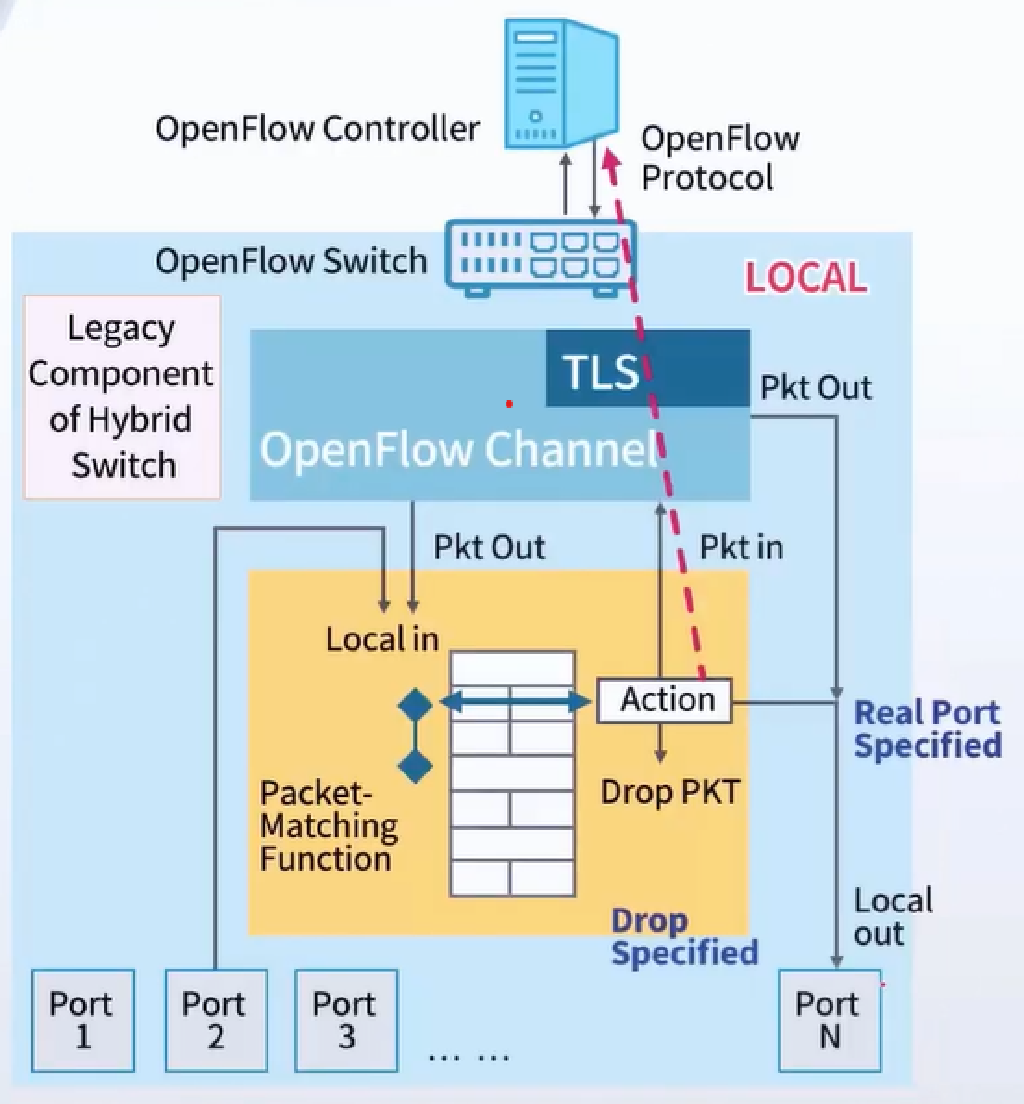 OpenFlow Controller
OpenFlow
Protocol
OpenFlow Switch
LOCAL
Legacy
Component
of Hybrid
Switch
TLS
Pkt Out
OpenFlow Channel
Pkt Out
Pkt in
Local in
Action
Real Port
Specified
Packet-
Matching
Function
Drop PKT
Drop
Specified
Local
out
Port
1
Port
2
Port
3
... ...
Port
N